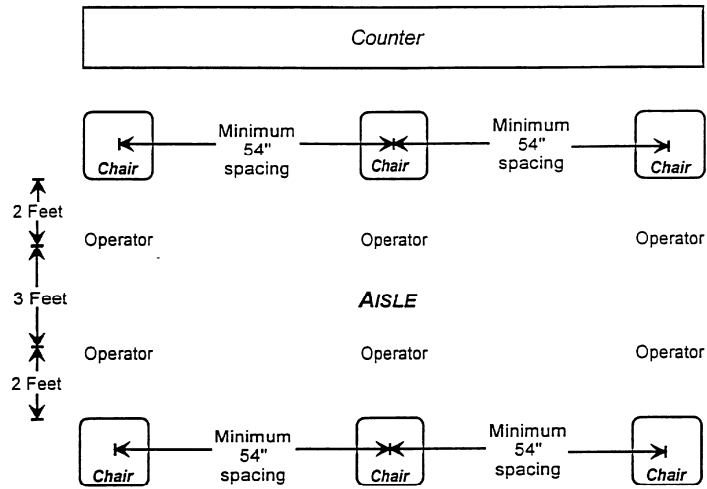 Counter
Minimum
54"
spacing
Minimum
54"
spacing
Chair
Chair
Chair
2 Feet
Operator
Operator
Operator
3 Feet
AISLE
Operator
Operator
Operator
2 Feet
Minimum
54"
spacing
Minimum
54"
spacing
Chair
Chair
Chair